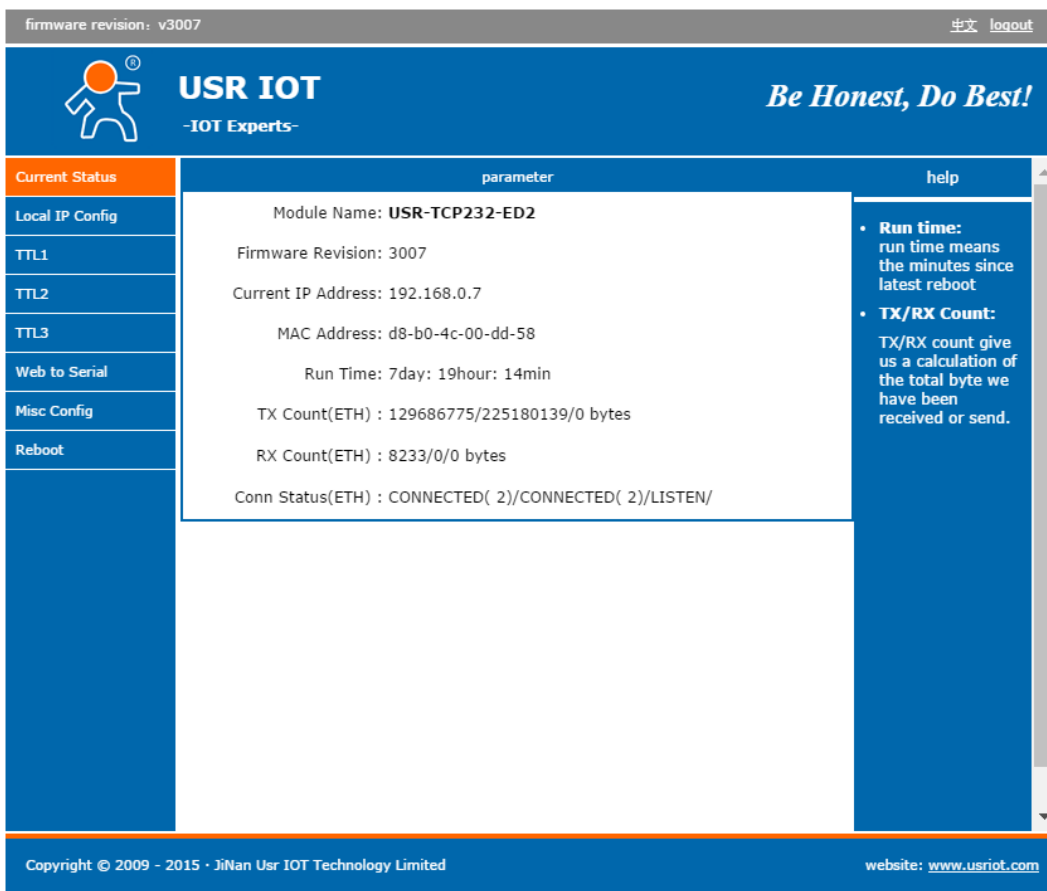 firmware revision: v3007
中文 logout
®
USR IOT
-IOT Experts-
Be Honest, Do Best!
Current Status
Local IP Config
TTL1
TTL2
TTL3
Web to Serial
Misc Config
Reboot
parameter
Module Name: USR-TCP232-ED2
Firmware Revision: 3007
Current IP Address: 192.168.0.7
MAC Address: d8-b0-4c-00-dd-58
Run Time: 7day: 19hour: 14min
TX Count(ETH) : 129686775/225180139/0 bytes
RX Count(ETH) : 8233/0/0 bytes
Conn Status(ETH) : CONNECTED( 2)/CONNECTED( 2)/LISTEN/
help
• Run time:
run time means
the minutes since
latest reboot
• TX/RX Count:
TX/RX count give
us a calculation of
the total byte we
have been
received or send.
Copyright © 2009 - 2015 · JiNan Usr IOT Technology Limited
website: www.usriot.com